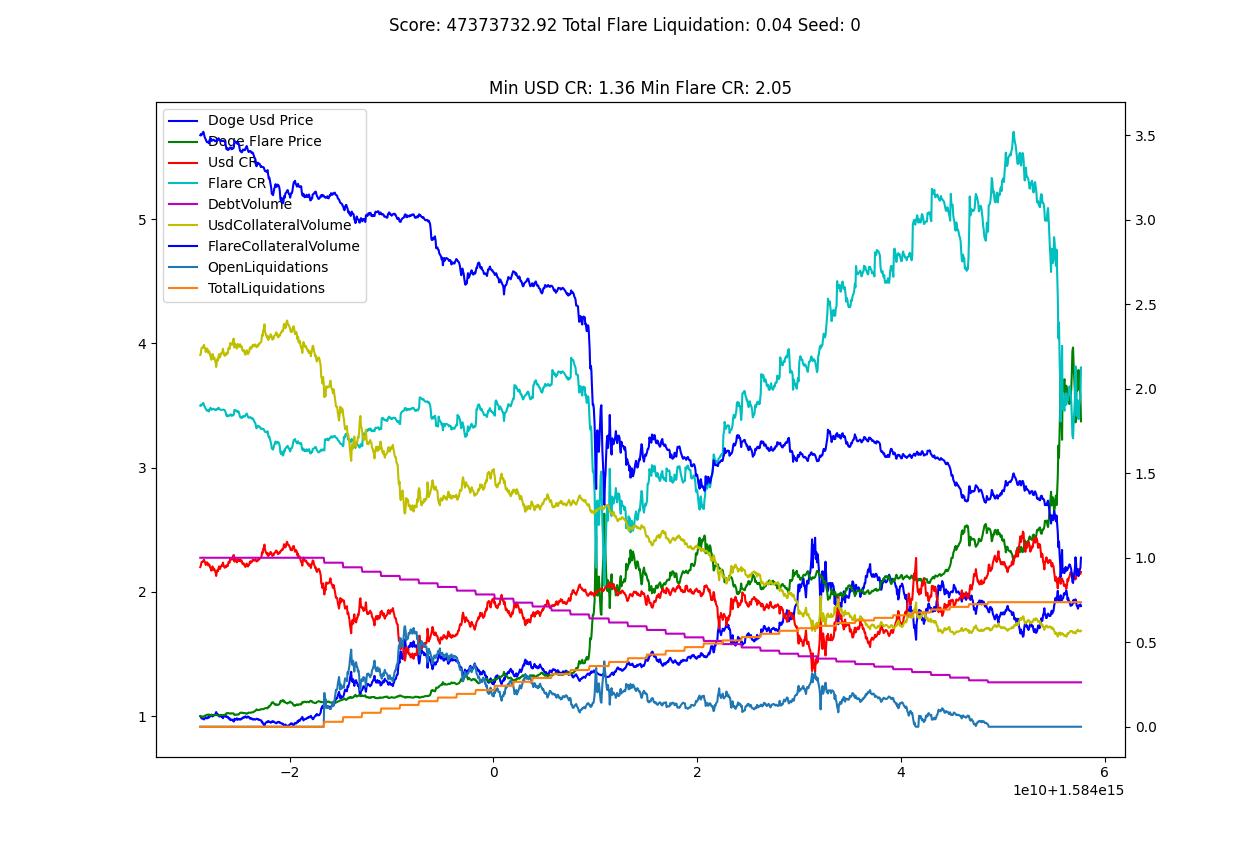 Score: 47373732.92 Total Flare Liquidation: 0.04 Seed: 0
Min USD CR: 1.36 Min Flare CR: 2.05
Doge Usd Price
Doge Flare Price
Usd CR
Flare CR
DebtVolume
UsdCollateralVolume
FlareCollateralVolume
OpenLiquidations
TotalLiquidations
5
4
3
2
1
3.5
3.0
2.5
2.0
1.5
1.0
0.5
0.0
−2 0 2 4 6
1e10+1.584e15